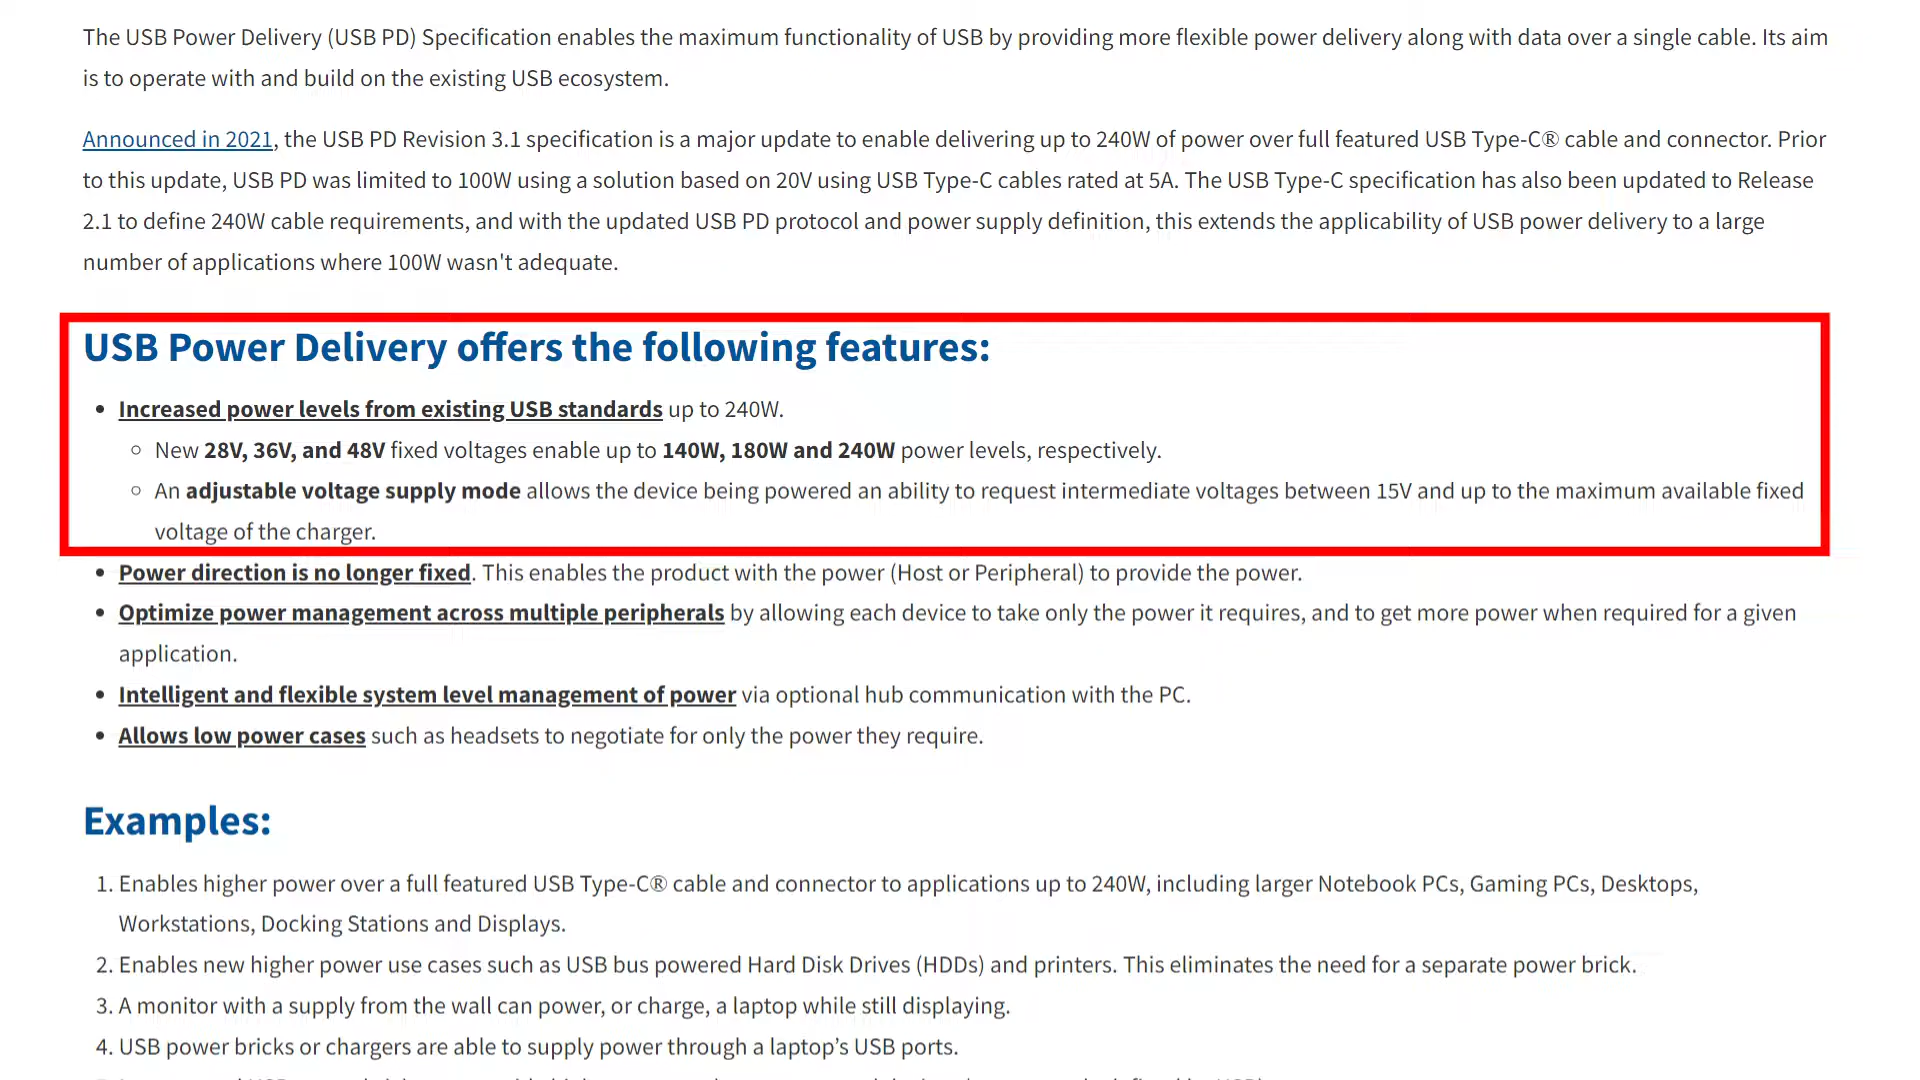 The USB Power Delivery (USB PD) Specification enables the maximum functionality of USB by providing more flexible power delivery along with data over a single cable. Its aim
is to operate with and build on the existing USB ecosystem.
Announced in 2021, the USB PD Revision 3.1 specification is a major update to enable delivering up to 240W of power over full featured USB Type-C® cable and connector. Prior
to this update, USB PD was limited to 100W using a solution based on 20V using USB Type-C cables rated at 5A. The USB Type-C specification has also been updated to Release
2.1 to define 240W cable requirements, and with the updated USB PD protocol and power supply definition, this extends the applicability of USB power delivery to a large
number of applications where 100W wasn't adequate.
USB Power Delivery offers the following features:
• Increased power levels from existing USB standards up to 240W.
◦ New 28V, 36V, and 48V fixed voltages enable up to 140W, 180W and 240W power levels, respectively.
◦ An adjustable voltage supply mode allows the device being powered an ability to request intermediate voltages between 15V and up to the maximum available fixed
voltage of the charger.
• Power direction is no longer fixed. This enables the product with the power (Host or Peripheral) to provide the power.
• Optimize power management across multiple peripherals by allowing each device to take only the power it requires, and to get more power when required for a given
application.
• Intelligent and flexible system level management of power via optional hub communication with the PC.
• Allows low power cases such as headsets to negotiate for only the power they require.
Examples:
1. Enables higher power over a full featured USB Type-C® cable and connector to applications up to 240W, including larger Notebook PCs, Gaming PCs, Desktops,
Workstations, Docking Stations and Displays.
2. Enables new higher power use cases such as USB bus powered Hard Disk Drives (HDDs) and printers. This eliminates the need for a separate power brick.
3. A monitor with a supply from the wall can power, or charge, a laptop while still displaying.
4. USB power bricks or chargers are able to supply power through a laptop’s USB ports.